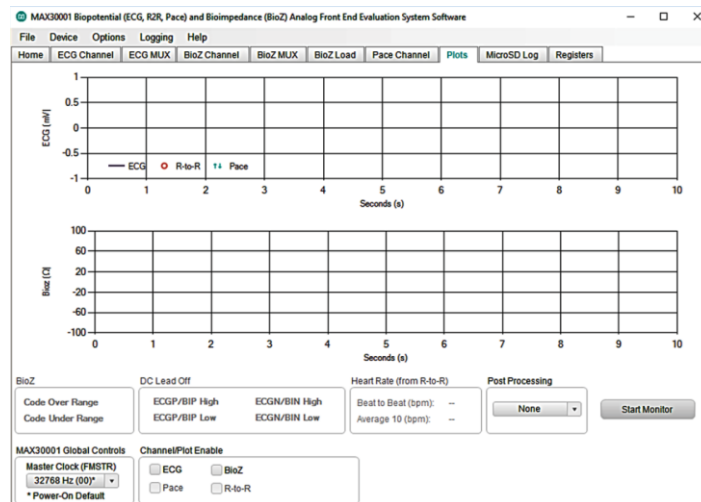 MAX30001 Biopotential (ECG, R2R, Pace) and Bioimpedance (BioZ) Analog Front End Evaluation System Software
File Device Options Logging Help
Home ECG Channel ECG MUX BioZ Channel BioZ MUX BioZ Load Pace Channel Plots MicroSD Log Registers
ECG (mV)
1
0.5
0
-0.5
-1
ECG R-to-R Pace
0 1 2 3 4 5 6 7 8 9 10
Seconds (s)
Bioz (Ω)
100
60
20
-20
-60
-100
0 1 2 3 4 5 6 7 8 9 10
Seconds (s)
BioZ DC Lead Off Heart Rate (from R-to-R) Post Processing
Code Over Range ECGP/BIP High ECGN/BIN High Beat to Beat (bpm): --
None Start Monitor
Code Under Range ECGP/BIP Low ECGN/BIN Low Average 10 (bpm): --
MAX30001 Global Controls Channel/Plot Enable
Master Clock (FMSTR) ECG BioZ
32768 Hz (00)*
Pace R-to-R
* Power-On Default